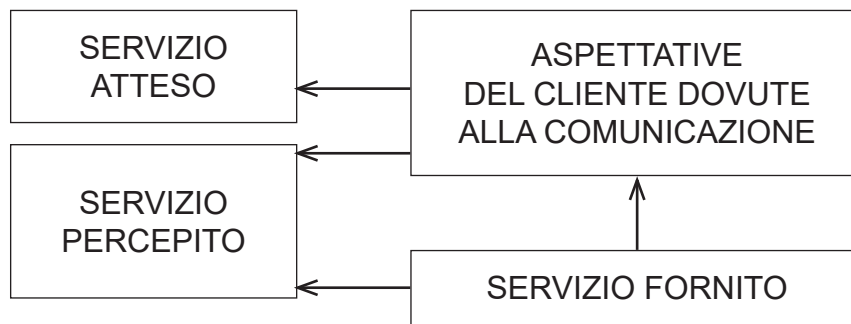 SERVIZIO
ATTESO
ASPETTATIVE
DEL CLIENTE DOVUTE
ALLA COMUNICAZIONE
SERVIZIO
PERCEPITO
SERVIZIO FORNITO